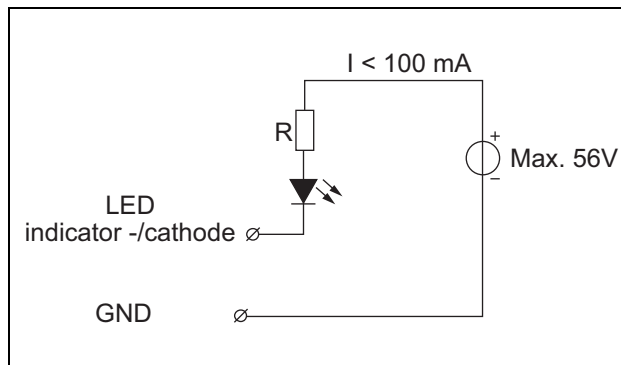 I < 100 mA
R
+
Max. 56V
−
LED
indicator -/cathode
GND